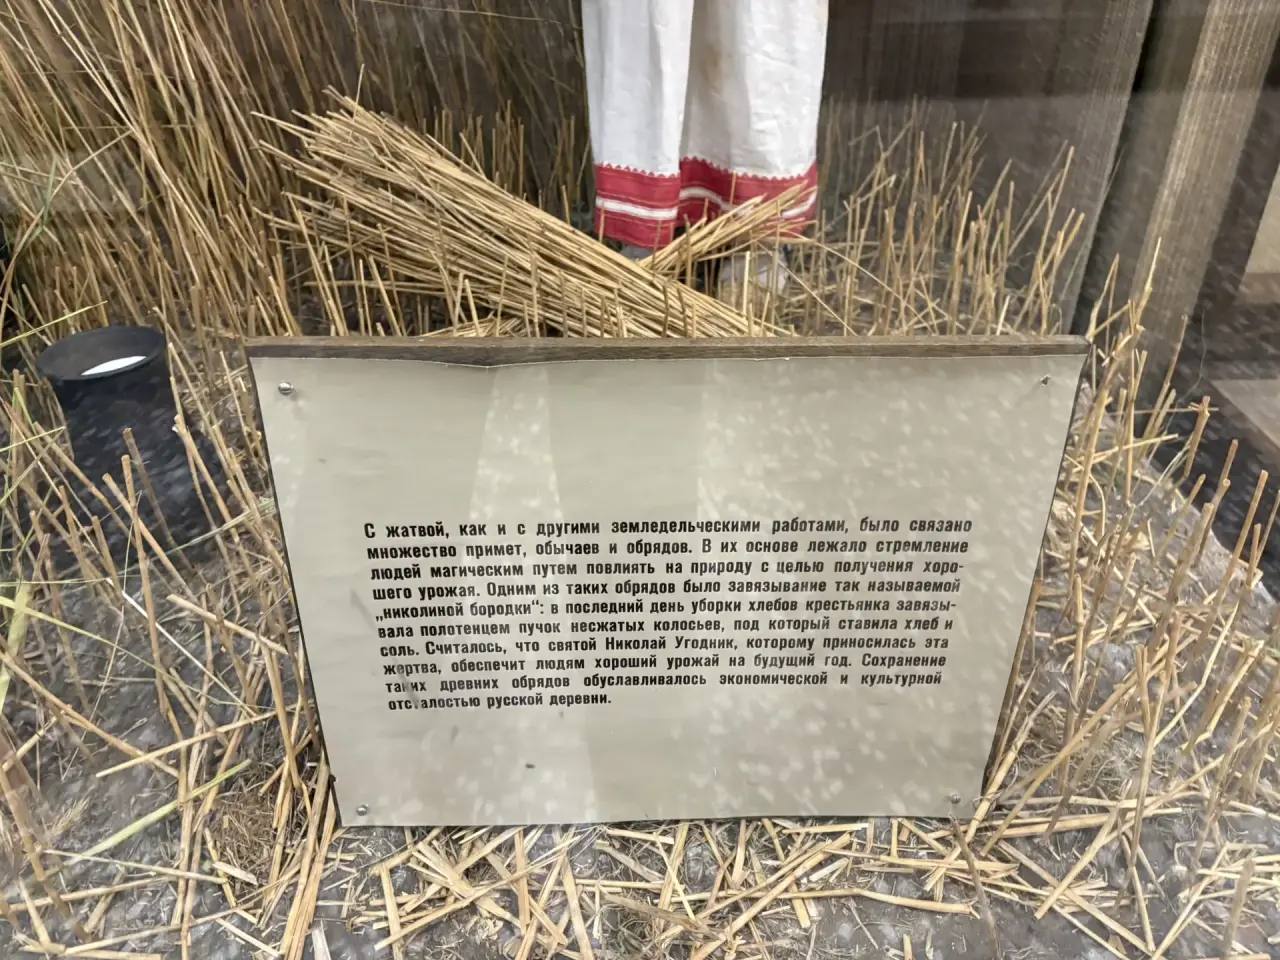 С жатвой, как и с другими земледельческими работами, было связано
множество примет, обычаев и обрядов. В их основе лежало стремление
людей магическим путем повлиять на природу с целью получения хоро-
шего урожая. Одним из таких обрядов было завязывание так называемой
„николиной бородки“: в последний день уборки хлебов крестьянка завязы-
вала полотенцем пучок несжатых колосьев, под который ставила хлеб и
соль. Считалось, что святой Николай Угодник, которому приносилась эта
жертва, обеспечит людям хороший урожай на будущий год. Сохранение
таких древних обрядов обуславливалось экономической и культурной
отсталостью русской деревни.